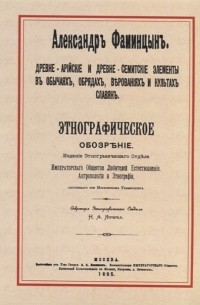 Александръ Фаминцынъ.
ДРЕВНЕ-АРІЙСКІЕ И ДРЕВНЕ-СЕМИТСКІЕ ЭЛЕМЕНТЫ
ВЪ ОБЫЧАЯХЪ, ОБРЯДАХЪ, ВѢРОВАНІЯХЪ И КУЛЬТАХЪ
СЛАВЯНЪ.
ЭТНОГРАФИЧЕСКОЕ
ОБОЗРѢНІЕ.
Изданіе Этнографическаго Отдѣла
Императорскаго Общества Любителей Естествознанія,
Антропологіи и Этнографіи,
МОСКВА.
1895.